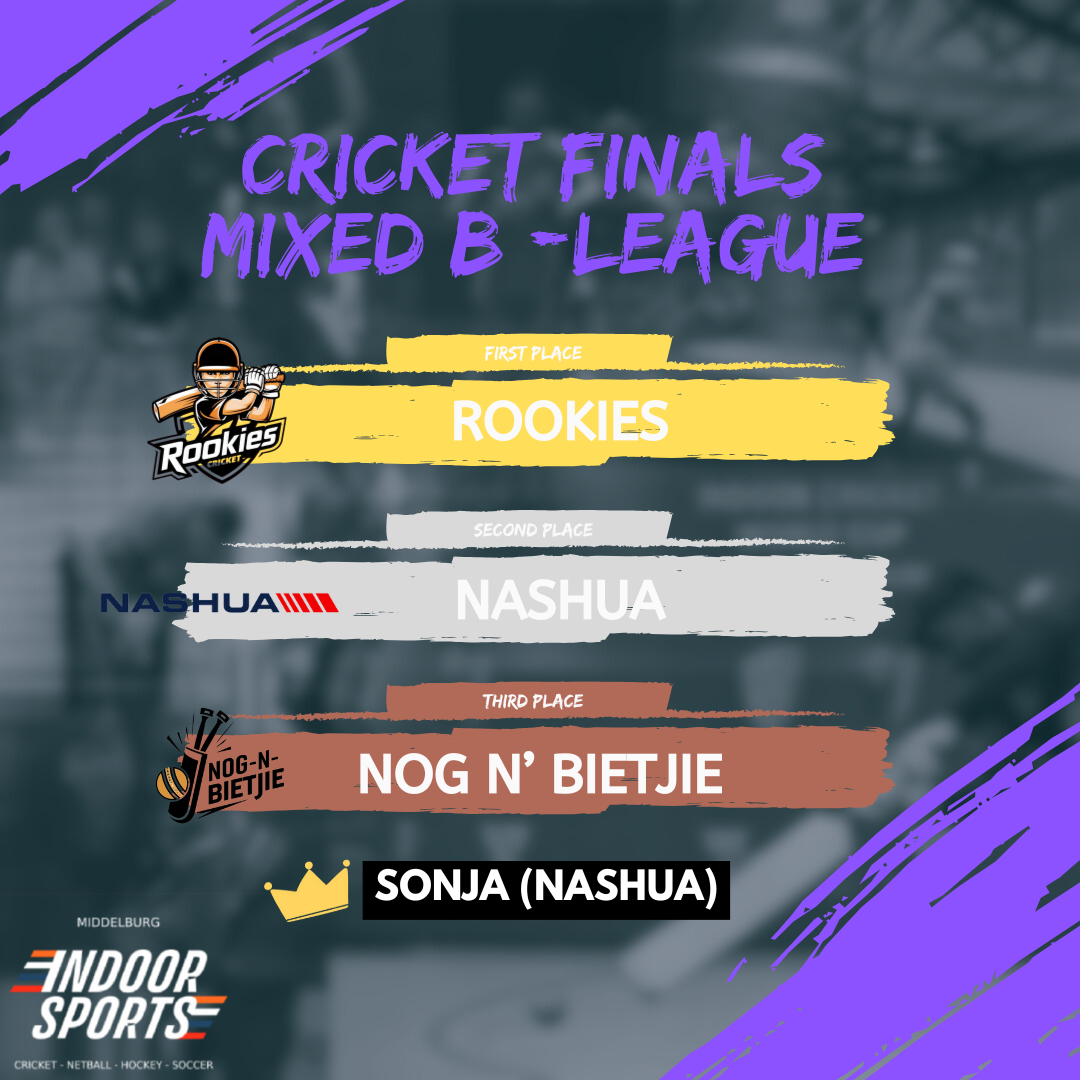 CRICKET FINALS
MIXED B -LEAGUE
FIRST PLACE
Rookies
CRICKET
ROOKIES
SECOND PLACE
NASHUA
NASHUA
THIRD PLACE
NOG-N-
BIETJIE
NOG N’ BIETJIE
SONJA (NASHUA)
MIDDELBURG
INDOOR
SPORTS
CRICKET - NETBALL - HOCKEY - SOCCER